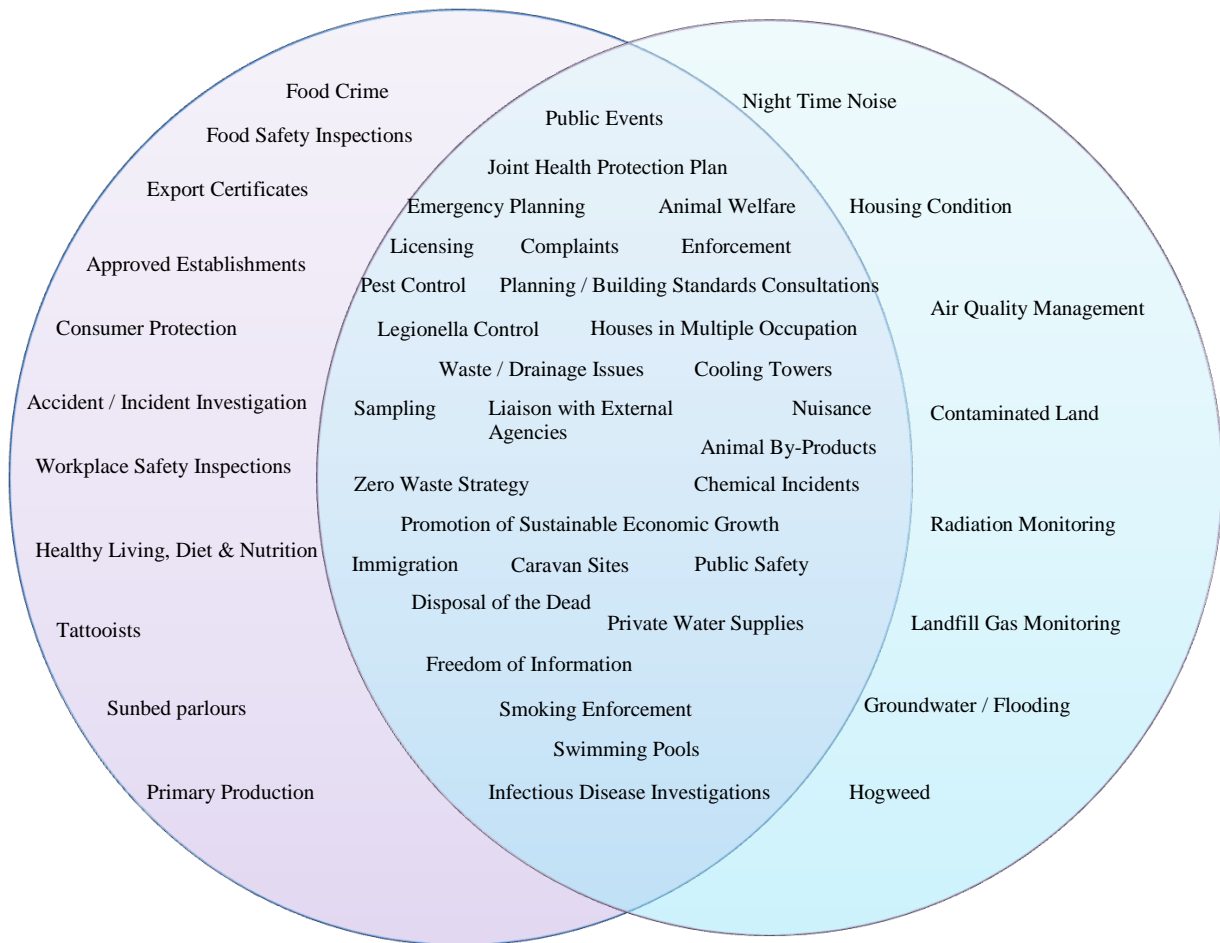 Food Crime
Food Safety Inspections
Export Certificates
Approved Establishments
Consumer Protection
Accident / Incident Investigation
Workplace Safety Inspections
Healthy Living, Diet & Nutrition
Tattooists
Sunbed parlours
Primary Production
Public Events
Joint Health Protection Plan
Emergency Planning
Animal Welfare
Licensing
Complaints
Enforcement
Pest Control
Planning / Building Standards Consultations
Legionella Control
Houses in Multiple Occupation
Waste / Drainage Issues
Cooling Towers
Sampling
Liaison with External
Agencies
Nuisance
Animal By-Products
Zero Waste Strategy
Chemical Incidents
Promotion of Sustainable Economic Growth
Immigration
Caravan Sites
Public Safety
Disposal of the Dead
Private Water Supplies
Freedom of Information
Smoking Enforcement
Swimming Pools
Infectious Disease Investigations
Night Time Noise
Housing Condition
Air Quality Management
Contaminated Land
Radiation Monitoring
Landfill Gas Monitoring
Groundwater / Flooding
Hogweed